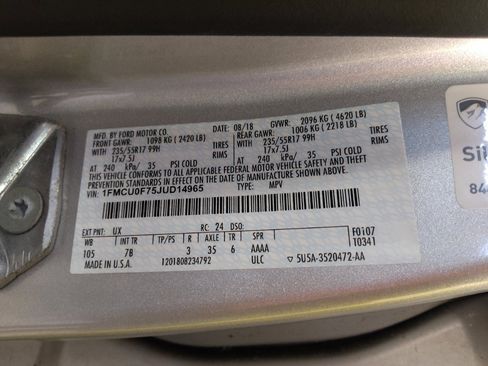 MFD. BY FORD MOTOR CO.
08/18
GVWR: 2096 KG (4620 LB)
FRONT GAWR: 1098 KG (2420 LB)
REAR GAWR: 1006 KG (2218 LB)
WITH 235/55R17 99H TIRES
WITH 235/55R17 99H TIRES
17x7.5J RIMS
17x7.5J RIMS
AT 240 kPa/ 35 PSI COLD
AT 240 kPa/ 35 PSI COLD
THIS VEHICLE CONFORMS TO ALL APPLICABLE FEDERAL MOTOR VEHICLE SAFETY AND THEFT
PREVENTION STANDARDS IN EFFECT ON THE DATE OF MANUFACTURE SHOWN ABOVE.
VIN: 1FMCU0F75JUD14965
TYPE: MPV
EXT PNT: UX RC: 24 DSO: F0107
WB INT TR TP/PS R AXLE TR SPR T0341
105 7B 3 35 6 AAAA
MADE IN U.S.A. 1201808234792 ULC 5U5A-3520472-AA
Sil
84